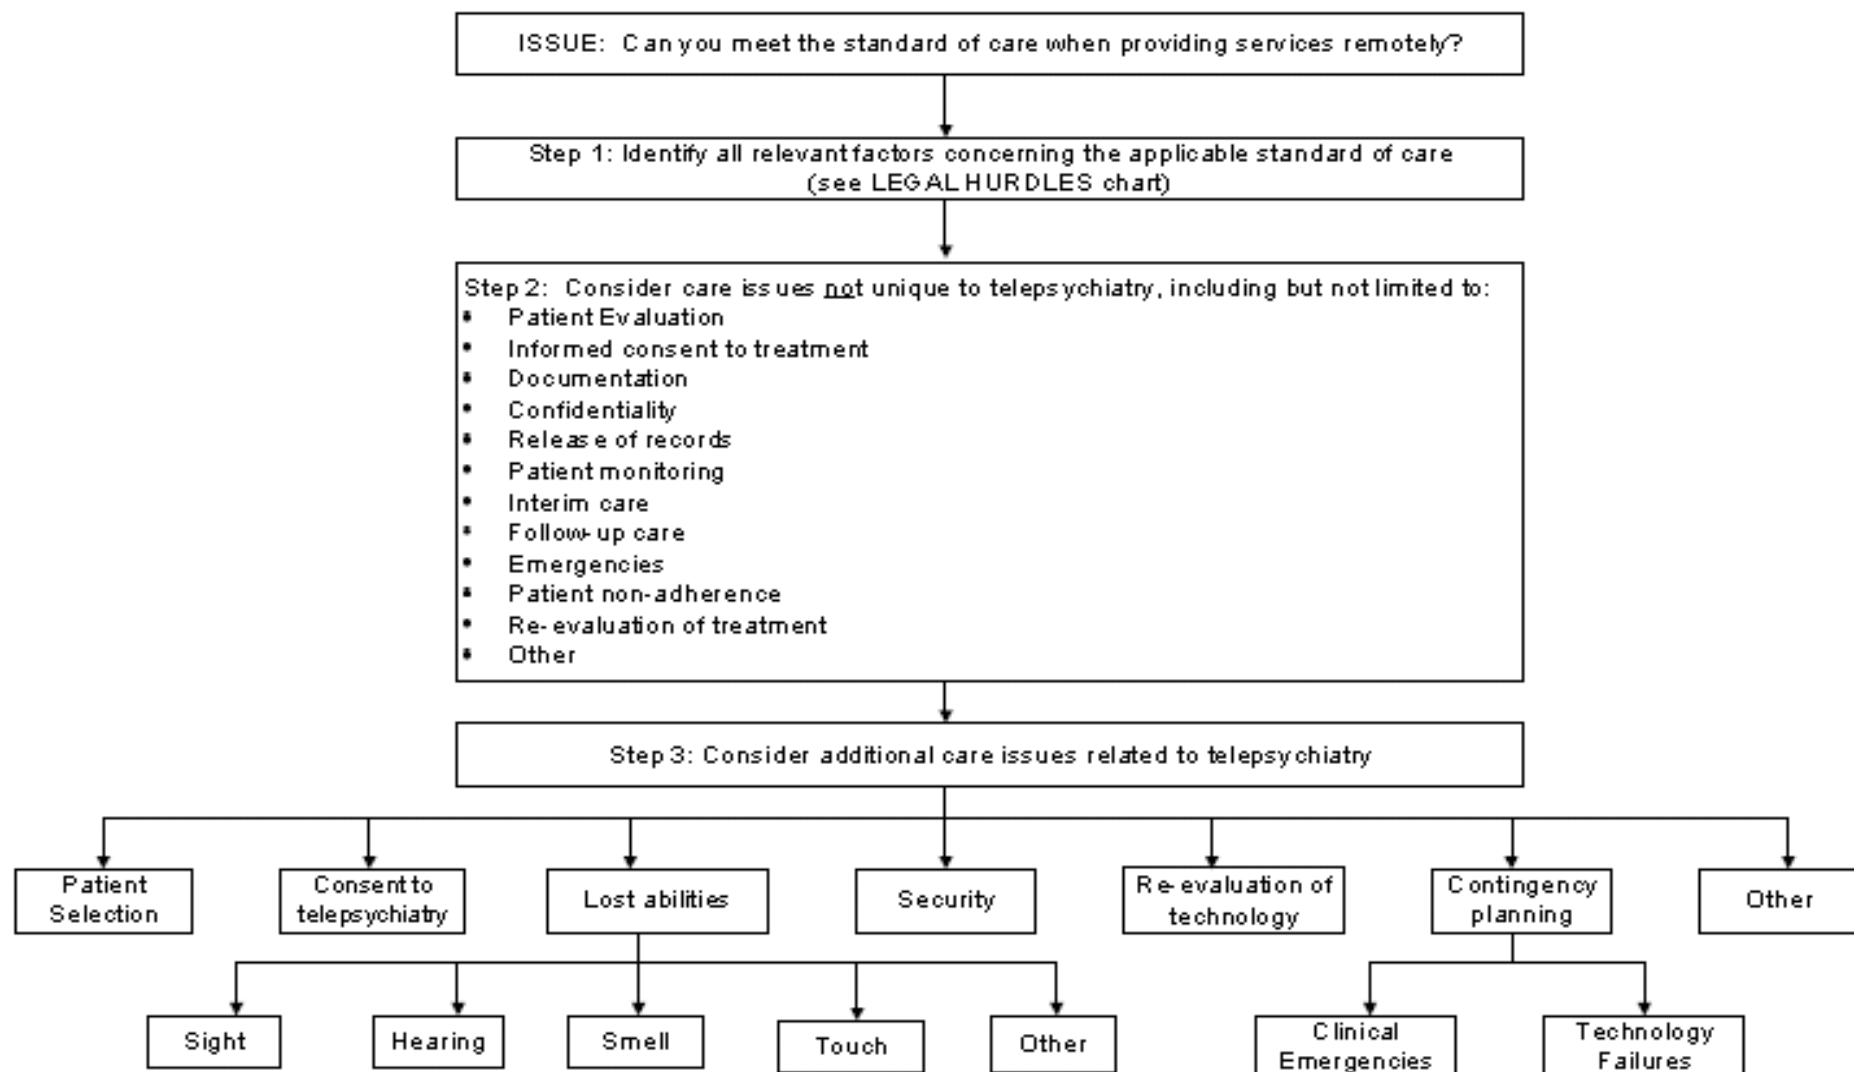 ISSUE: Can you meet the standard of care when providing services remotely?
Step 1: Identify all relevant factors concerning the applicable standard of care
(see LEGAL HURDLES chart)
Step 2: Consider care issues not unique to telepsychiatry, including but not limited to:
• Patient Evaluation
• Informed consent to treatment
• Documentation
• Confidentiality
• Release of records
• Patient monitoring
• Interim care
• Follow-up care
• Emergencies
• Patient non-adherence
• Re-evaluation of treatment
• Other
Step 3: Consider additional care issues related to telepsychiatry
Patient
Selection
Consent to
telepsychiatry
Lost abilities
Security
Re-evaluation of
technology
Contingency
planning
Other
Sight
Hearing
Smell
Touch
Other
Clinical
Emergencies
Technology
Failures